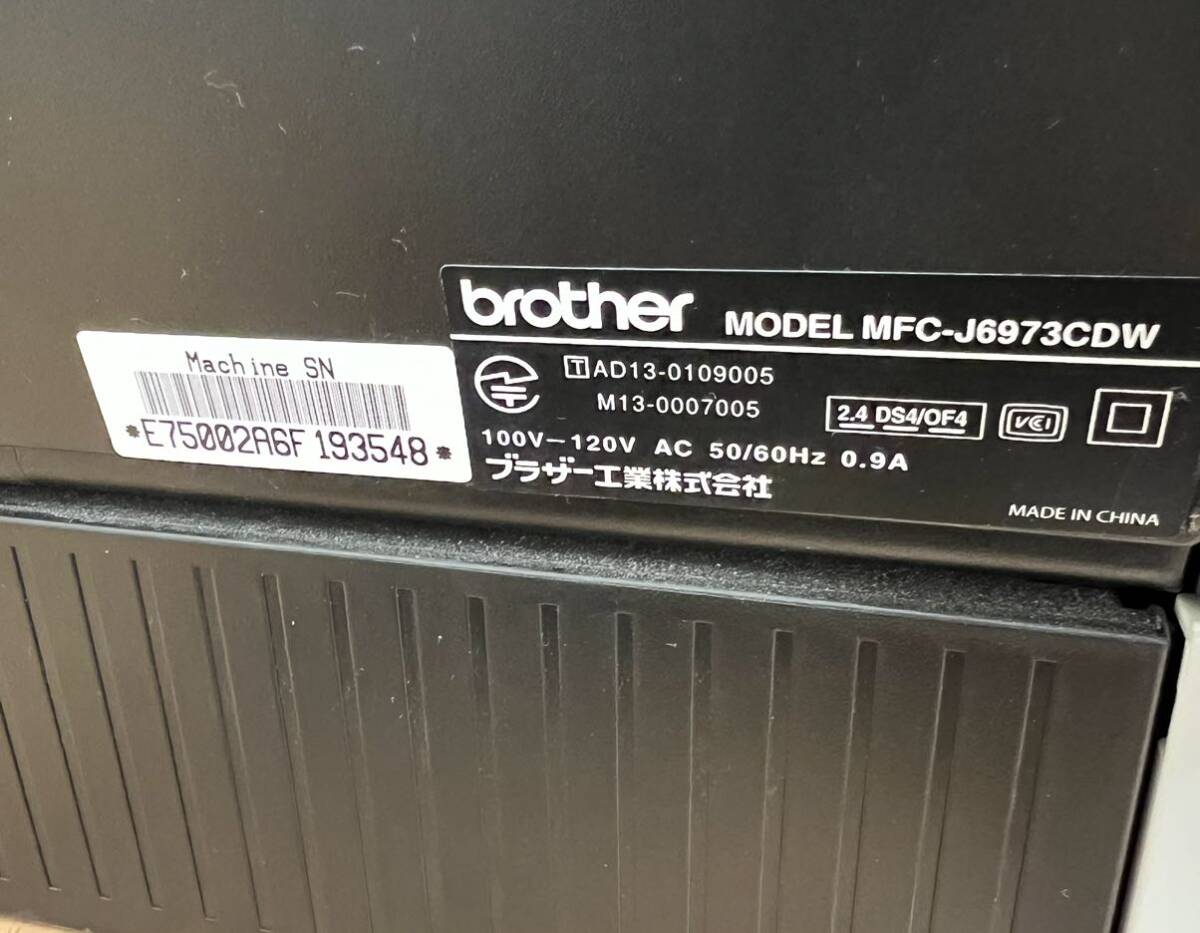 Machine SN
*E75002A6F193548*
brother MODEL MFC-J6973CDW
T AD13-0109005
M13-0007005
2.4 DS4/OF4
VCI
100V-120V AC 50/60Hz 0.9A
ブラザー工業株式会社
MADE IN CHINA